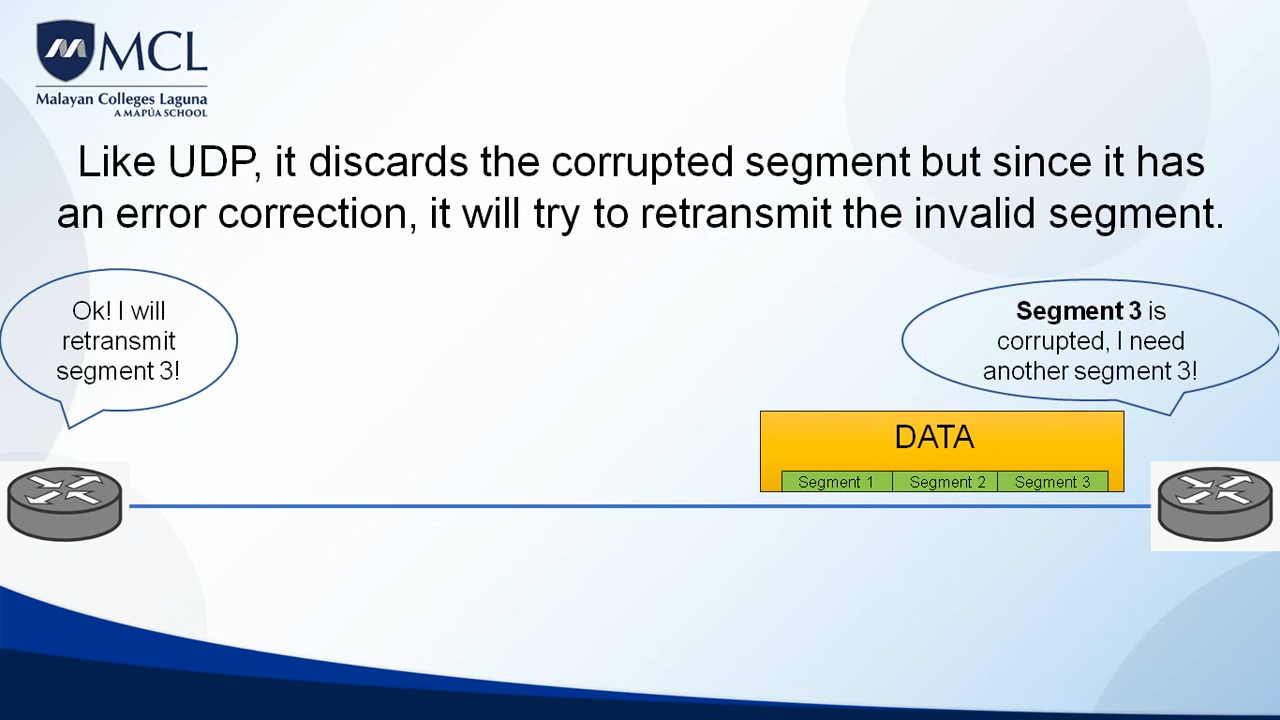 MCL
Malayan Colleges Laguna
A MAPÚA SCHOOL
Like UDP, it discards the corrupted segment but since it has
an error correction, it will try to retransmit the invalid segment.
Ok! I will
retransmit
segment 3!
Segment 3 is
corrupted, I need
another segment 3!
DATA
Segment 1 Segment 2 Segment 3